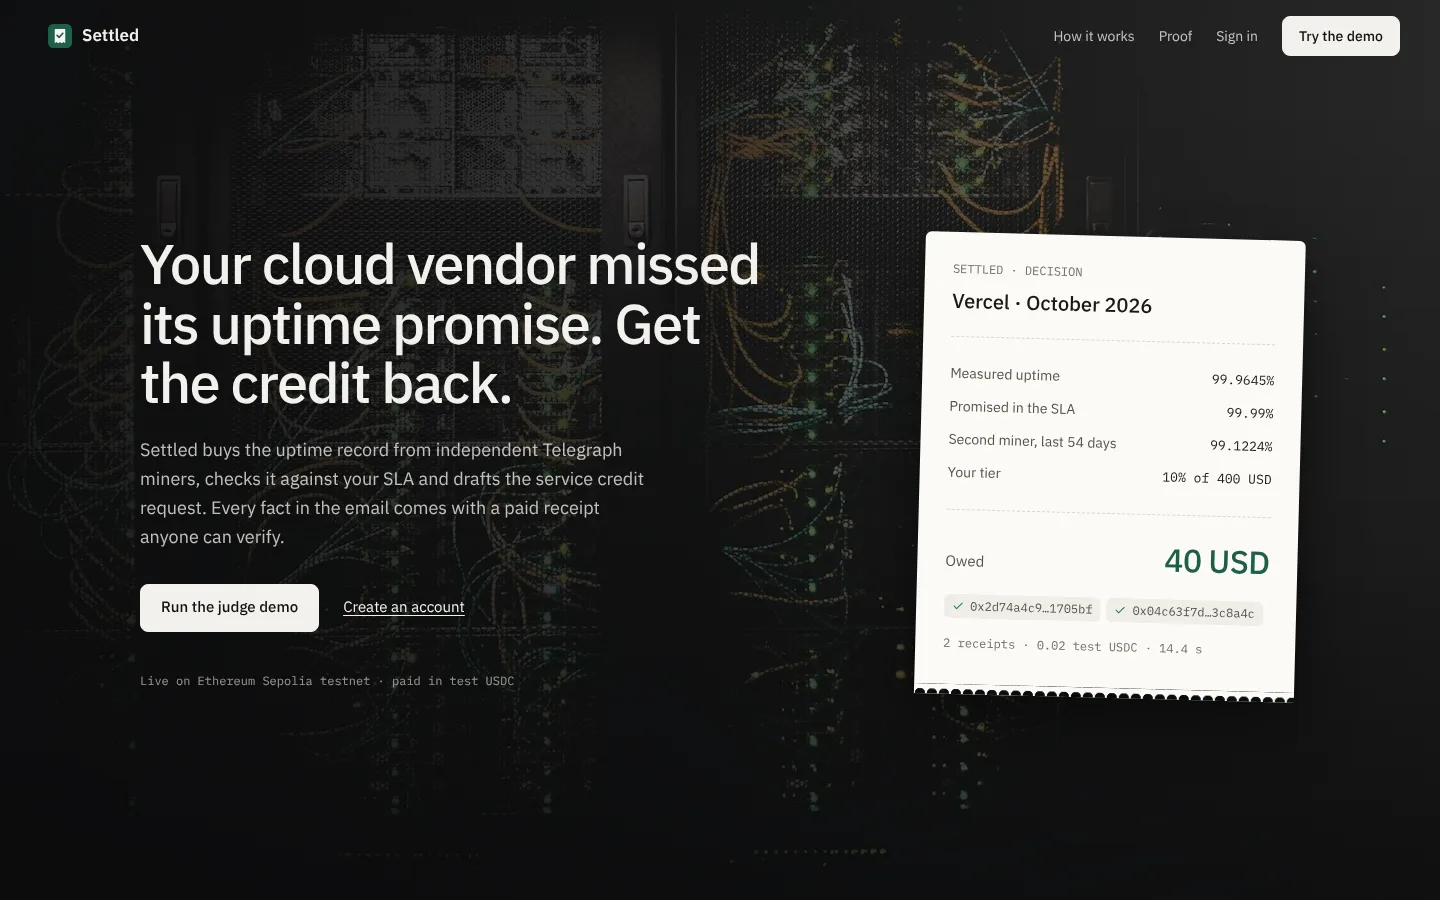 Settled
How it works
Proof
Sign in
Try the demo
Your cloud vendor missed
its uptime promise. Get
the credit back.
Settled buys the uptime record from independent Telegraph
miners, checks it against your SLA and drafts the service credit
request. Every fact in the email comes with a paid receipt
anyone can verify.
Run the judge demo
Create an account
Live on Ethereum Sepolia testnet · paid in test USDC
SETTLED · DECISION
Vercel · October 2026
Measured uptime 99.9645%
Promised in the SLA 99.99%
Second miner, last 54 days 99.1224%
Your tier 10% of 400 USD
Owed 40 USD
0x2d74a4c9…1705bf 0x04c63f7d…3c8a4c
2 receipts · 0.02 test USDC · 14.4 s